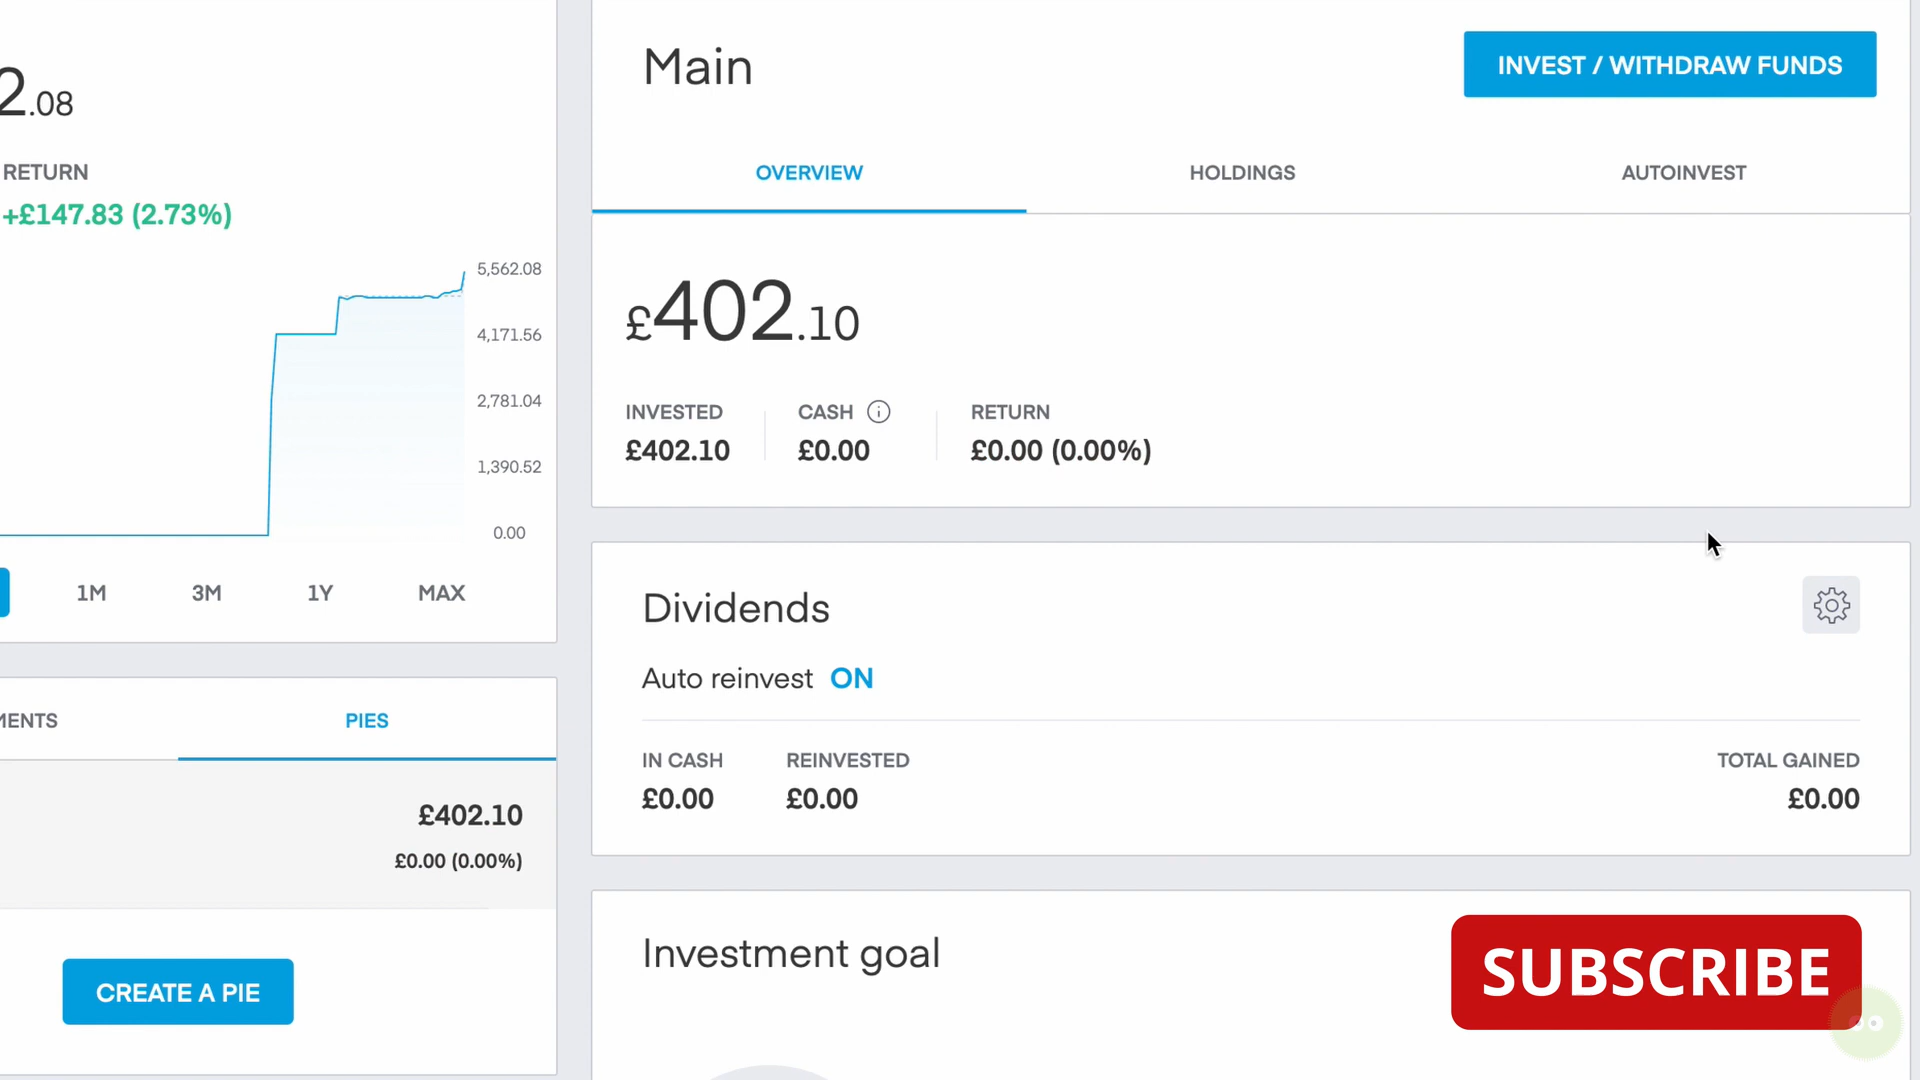 2.08
RETURN
+£147.83 (2.73%)
5,562.08
4,171.56
2,781.04
1,390.52
0.00
1M 3M 1Y MAX
MENTS PIES
£402.10
£0.00 (0.00%)
CREATE A PIE
Main
INVEST / WITHDRAW FUNDS
OVERVIEW HOLDINGS AUTOINVEST
£402.10
INVESTED CASH RETURN
£402.10 £0.00 £0.00 (0.00%)
Dividends
Auto reinvest ON
IN CASH REINVESTED TOTAL GAINED
£0.00 £0.00 £0.00
Investment goal
SUBSCRIBE